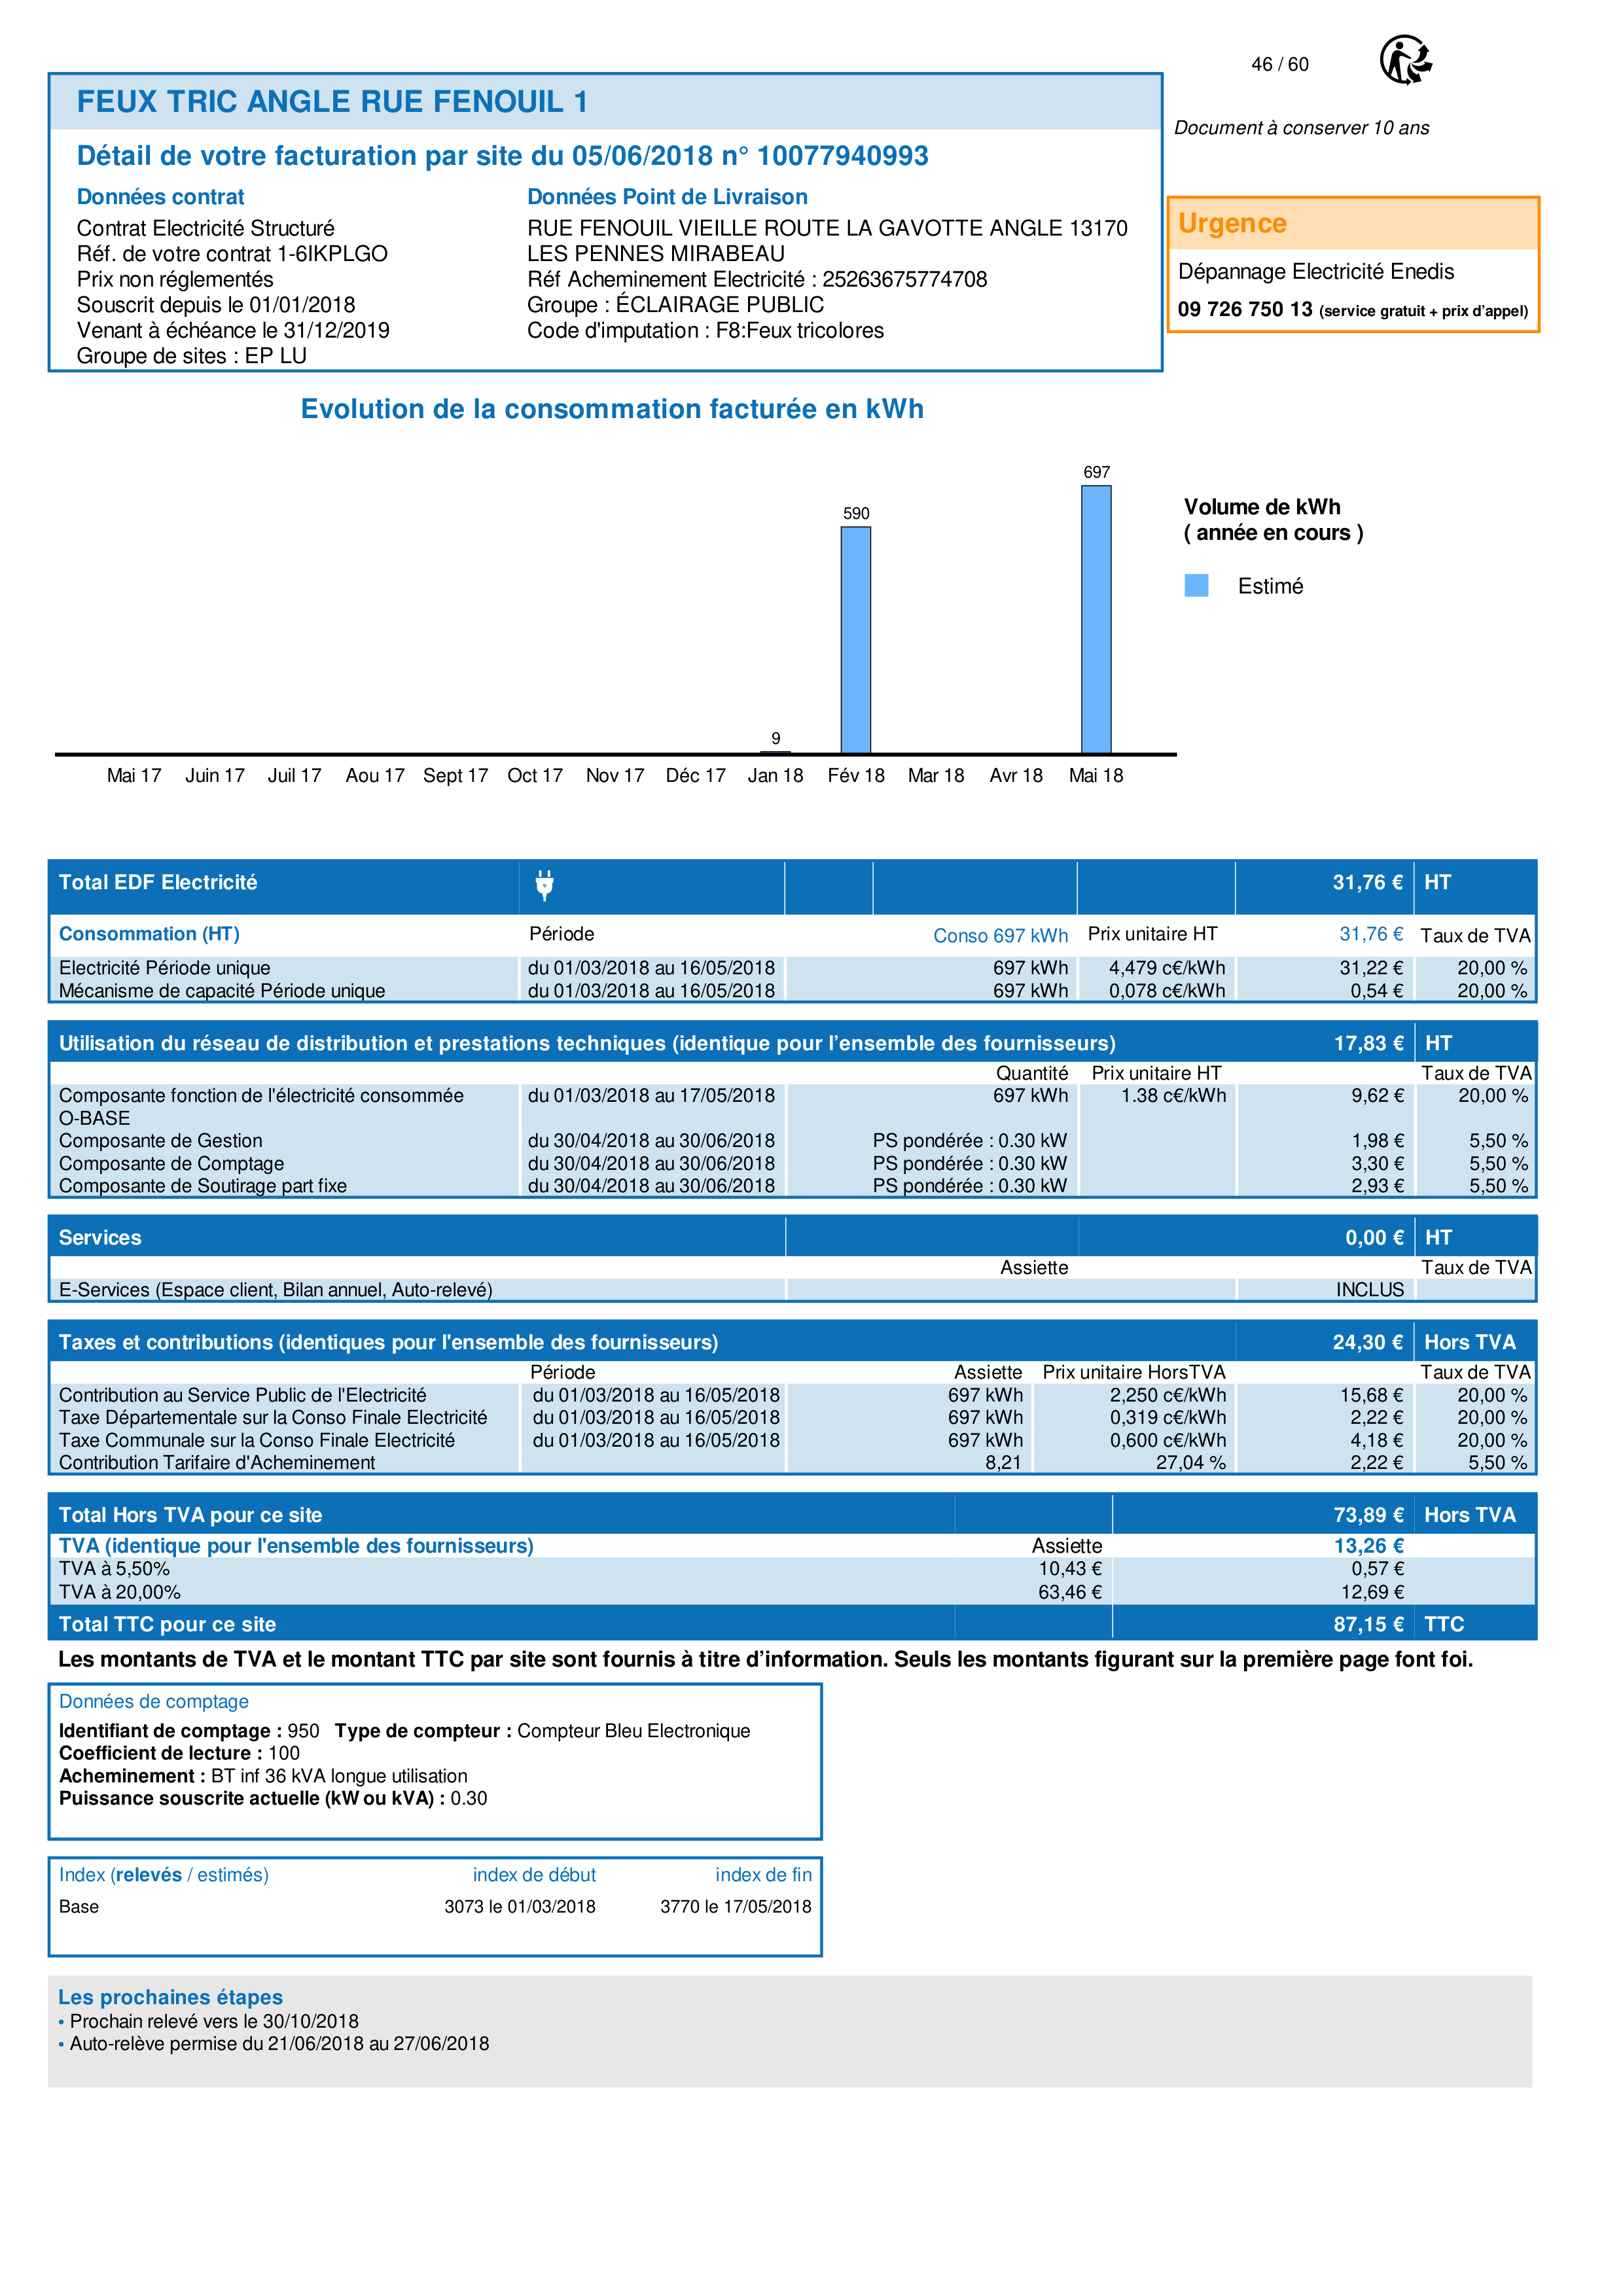 46 / 60
FEUX TRIC ANGLE RUE FENOUIL 1
Document à conserver 10 ans
Détail de votre facturation par site du 05/06/2018 n° 10077940993
Données contrat
Contrat Electricité Structuré
Réf. de votre contrat 1-6IKPLGO
Prix non réglementés
Souscrit depuis le 01/01/2018
Venant à échéance le 31/12/2019
Groupe de sites : EP LU
Données Point de Livraison
RUE FENOUIL VIEILLE ROUTE LA GAVOTTE ANGLE 13170
LES PENNES MIRABEAU
Réf Acheminement Electricité : 25263675774708
Groupe : ÉCLAIRAGE PUBLIC
Code d'imputation : F8:Feux tricolores
Urgence
Dépannage Electricité Enedis
09 726 750 13 (service gratuit + prix d'appel)
Evolution de la consommation facturée en kWh
697
590
9
Mai 17 Juin 17 Juil 17 Aou 17 Sept 17 Oct 17 Nov 17 Déc 17 Jan 18 Fév 18 Mar 18 Avr 18 Mai 18
Volume de kWh
( année en cours )
Estimé
Total EDF Electricité 31,76 € HT
Consommation (HT) Période Conso 697 kWh Prix unitaire HT 31,76 € Taux de TVA
Electricité Période unique du 01/03/2018 au 16/05/2018 697 kWh 4,479 c€/kWh 31,22 € 20,00 %
Mécanisme de capacité Période unique du 01/03/2018 au 16/05/2018 697 kWh 0,078 c€/kWh 0,54 € 20,00 %
Utilisation du réseau de distribution et prestations techniques (identique pour l'ensemble des fournisseurs) 17,83 € HT
Quantité Prix unitaire HT Taux de TVA
Composante fonction de l'électricité consommée du 01/03/2018 au 17/05/2018 697 kWh 1.38 c€/kWh 9,62 € 20,00 %
O-BASE
Composante de Gestion du 30/04/2018 au 30/06/2018 PS pondérée : 0.30 kW 1,98 € 5,50 %
Composante de Comptage du 30/04/2018 au 30/06/2018 PS pondérée : 0.30 kW 3,30 € 5,50 %
Composante de Soutirage part fixe du 30/04/2018 au 30/06/2018 PS pondérée : 0.30 kW 2,93 € 5,50 %
Services 0,00 € HT
Assiette Taux de TVA
E-Services (Espace client, Bilan annuel, Auto-relevé) INCLUS
Taxes et contributions (identiques pour l'ensemble des fournisseurs) 24,30 € Hors TVA
Période Assiette Prix unitaire HorsTVA Taux de TVA
Contribution au Service Public de l'Electricité du 01/03/2018 au 16/05/2018 697 kWh 2,250 c€/kWh 15,68 € 20,00 %
Taxe Départementale sur la Conso Finale Electricité du 01/03/2018 au 16/05/2018 697 kWh 0,319 c€/kWh 2,22 € 20,00 %
Taxe Communale sur la Conso Finale Electricité du 01/03/2018 au 16/05/2018 697 kWh 0,600 c€/kWh 4,18 € 20,00 %
Contribution Tarifaire d'Acheminement 8,21 27,04 % 2,22 € 5,50 %
Total Hors TVA pour ce site 73,89 € Hors TVA
TVA (identique pour l'ensemble des fournisseurs) Assiette 13,26 €
TVA à 5,50% 10,43 € 0,57 €
TVA à 20,00% 63,46 € 12,69 €
Total TTC pour ce site 87,15 € TTC
Les montants de TVA et le montant TTC par site sont fournis à titre d'information. Seuls les montants figurant sur la première page font foi.
Données de comptage
Identifiant de comptage : 950 Type de compteur : Compteur Bleu Electronique
Coefficient de lecture : 100
Acheminement : BT inf 36 kVA longue utilisation
Puissance souscrite actuelle (kW ou kVA) : 0.30
Index (relevés / estimés) index de début index de fin
Base 3073 le 01/03/2018 3770 le 17/05/2018
Les prochaines étapes
• Prochain relevé vers le 30/10/2018
• Auto-relève permise du 21/06/2018 au 27/06/2018